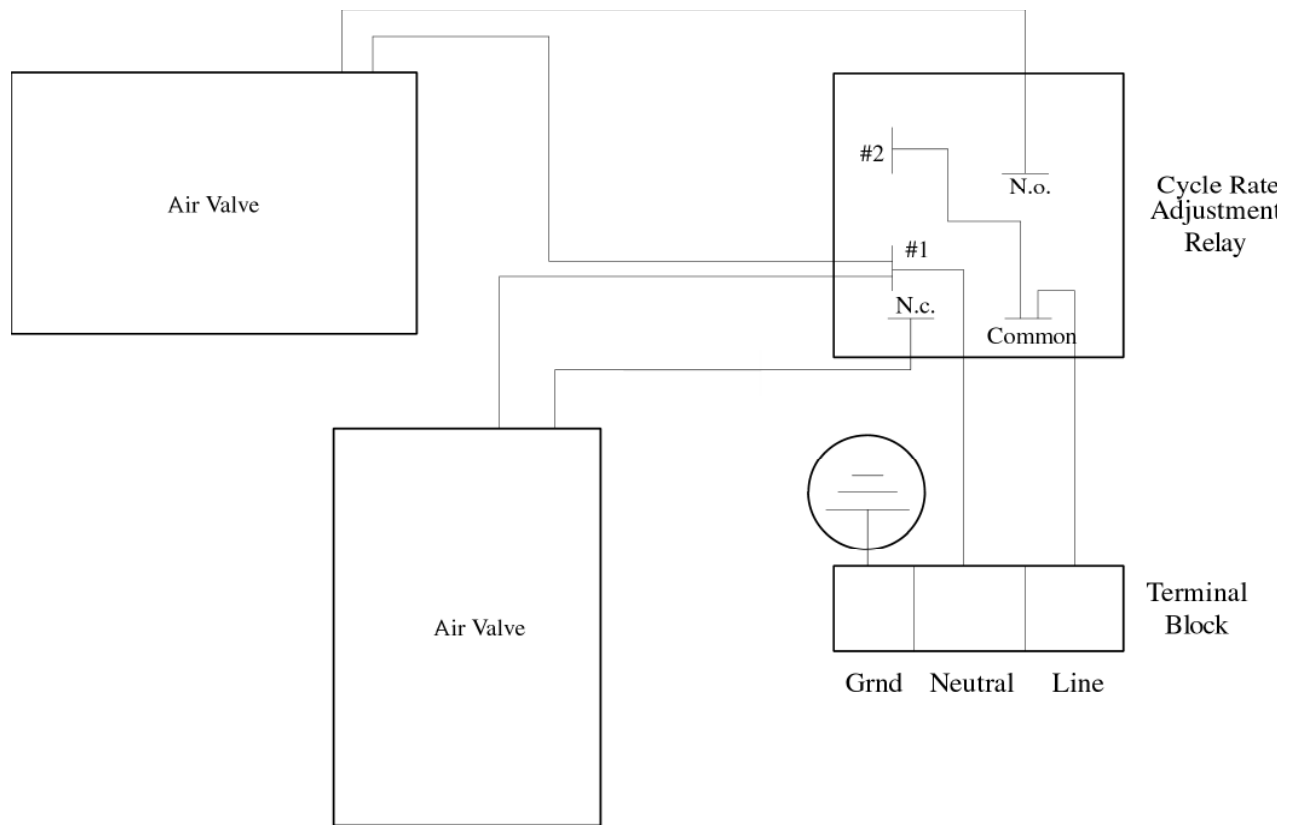 Air Valve
#2
N.o.
Cycle Rate
Adjustment
Relay
#1
N.c.
Common
Air Valve
Terminal
Block
Grnd Neutral Line